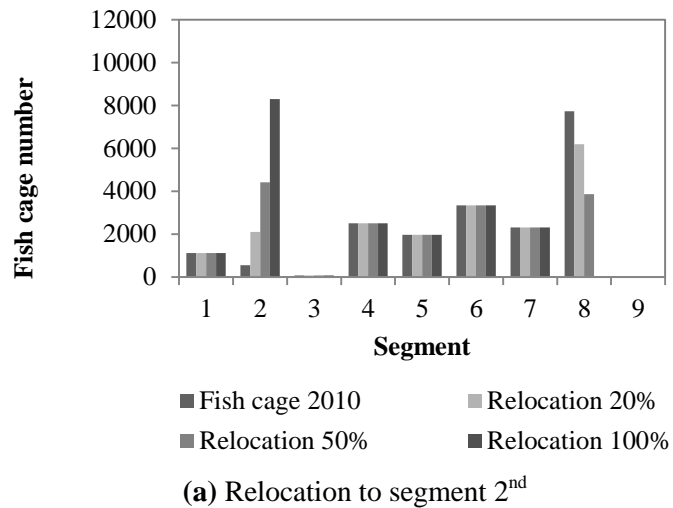 12000
10000
8000
6000
4000
2000
0
Fish cage number
1 2 3 4 5 6 7 8 9
Segment
Fish cage 2010 Relocation 20%
Relocation 50% Relocation 100%
(a) Relocation to segment 2nd